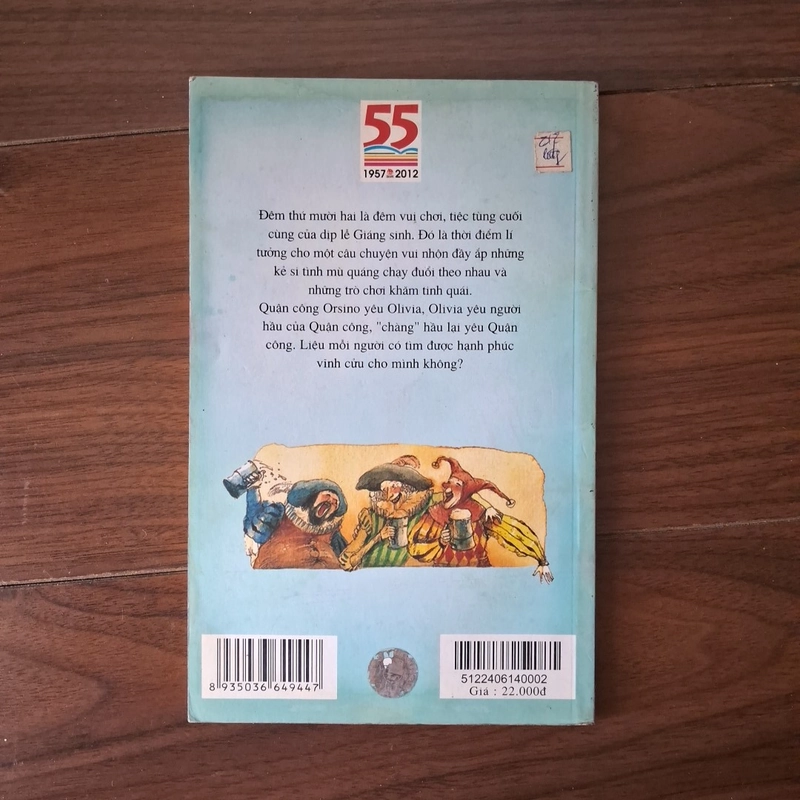 55
1957 2012
Đêm thứ mười hai là đêm vui chơi, tiệc tùng cuối
cùng của dịp lễ Giáng sinh. Đó là thời điểm lí
tưởng cho một câu chuyện vui nhộn đầy ắp những
kẻ si tình mù quáng chạy đuổi theo nhau và
những trò chơi khăm tinh quái.
Quận công Orsino yêu Olivia, Olivia yêu người
hầu của Quận công, "chàng" hầu lại yêu Quận
công. Liệu mỗi người có tìm được hạnh phúc
vĩnh cửu cho mình không?
8 935036 649447
5122406140002
Giá : 22.000đ